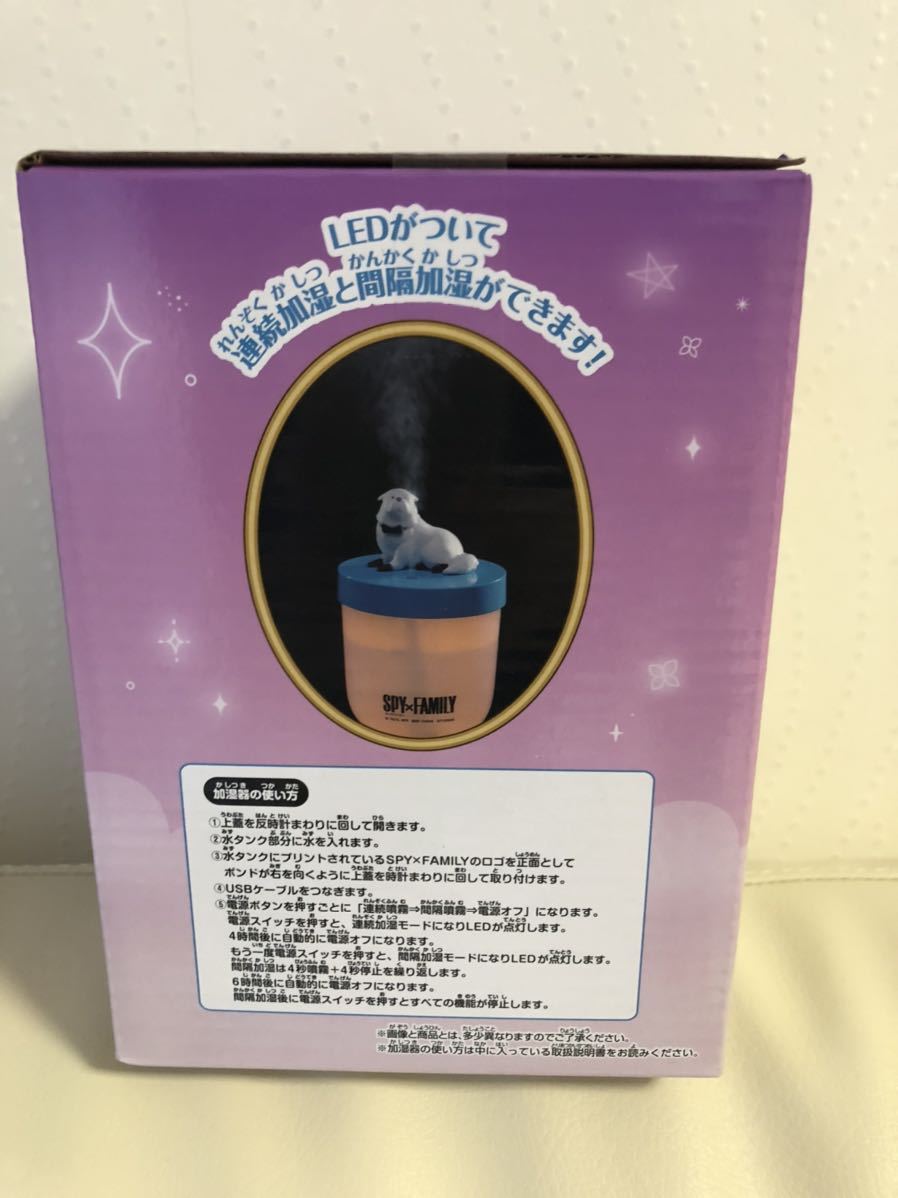 LEDがついて
連続加湿と間隔加湿ができます!
SPY×FAMILY
加湿器の使い方
①上蓋を反時計まわりに回して開きます。
②水タンク部分に水を入れます。
③水タンクにプリントされているSPY×FAMILYのロゴを正面として
ボンドが右を向くように上蓋を時計まわりに回して取り付けます。
④USBケーブルをつなぎます。
⑤電源ボタンを押すごとに「連続噴霧⇒間隔噴霧⇒電源オフ」になります。
電源スイッチを押すと、連続加湿モードになりLEDが点灯します。
4時間後に自動的に電源オフになります。
もう一度電源スイッチを押すと、間隔加湿モードになりLEDが点灯します。
間隔加湿は4秒噴霧+4秒停止を繰り返します。
6時間後に自動的に電源オフになります。
間隔加湿後に電源スイッチを押すとすべての機能が停止します。
※画像と商品とは、多少異なりますのでご了承ください。
※加湿器の使い方は中に入っている取扱説明書をお読みください。